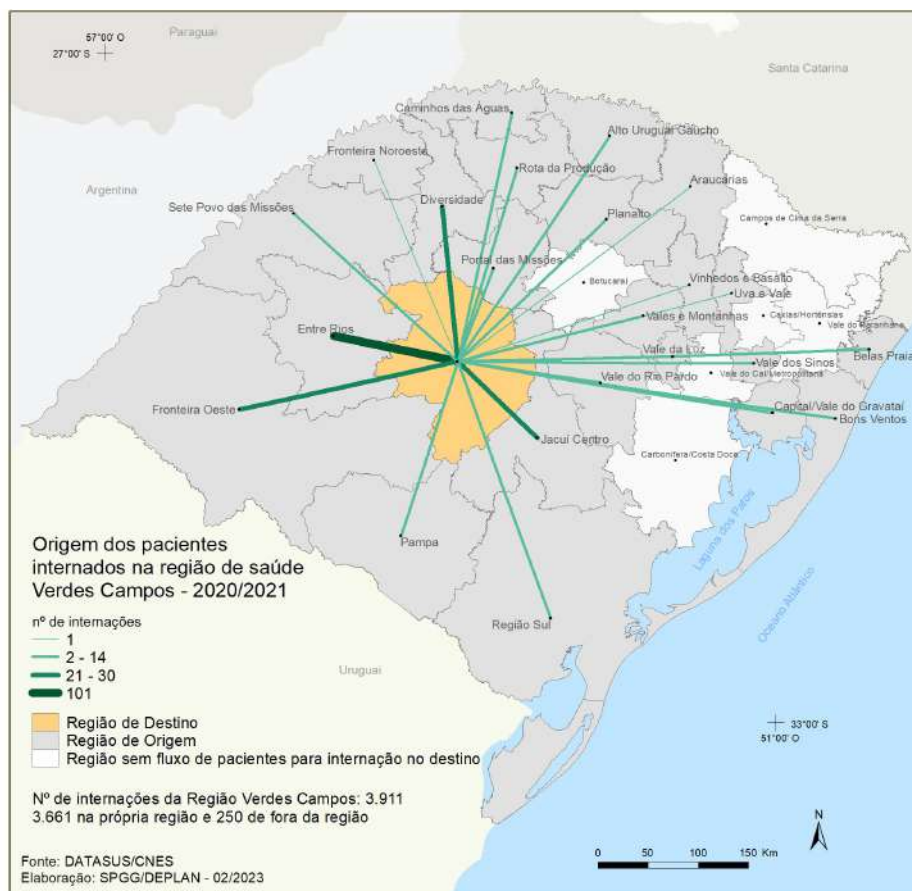 57°00' O
27°00' S
Paraguai
Santa Catarina
Caminhos das Águas
Alto Uruguai Gaúcho
Fronteira Noroeste
Rota da Produção
Argentina
Araucárias
Diversidade
Sete Povo das Missões
Planalto
Campos de Cima da Serra
Portal das Missões
Botucaraí
Vinhedos e Basalto
Uva e Vale
Entre Rios
Vales e Montanhas
Caxias/Hortênsias
Vale do Paranhana
Vale da Luz
Belas Praia
Vale dos Sinos
Vale do Rio Pardo
Vale do Caí/Metropolitana
Fronteira Oeste
Capital/Vale do Gravataí
Bons Ventos
Jacuí Centro
Carbonífera/Costa Doce
Laguna dos Patos
Pampa
Origem dos pacientes
internados na região de saúde
Verdes Campos - 2020/2021
Oceano Atlântico
Região Sul
nº de internações
1
2 - 14
21 - 30
101
Uruguai
Região de Destino
Região de Origem
Região sem fluxo de pacientes para internação no destino
33°00' S
51°00' O
Nº de internações da Região Verdes Campos: 3.911
3.661 na própria região e 250 de fora da região
N
Fonte: DATASUS/CNES
Elaboração: SPGG/DEPLAN - 02/2023
0 50 100 150 Km